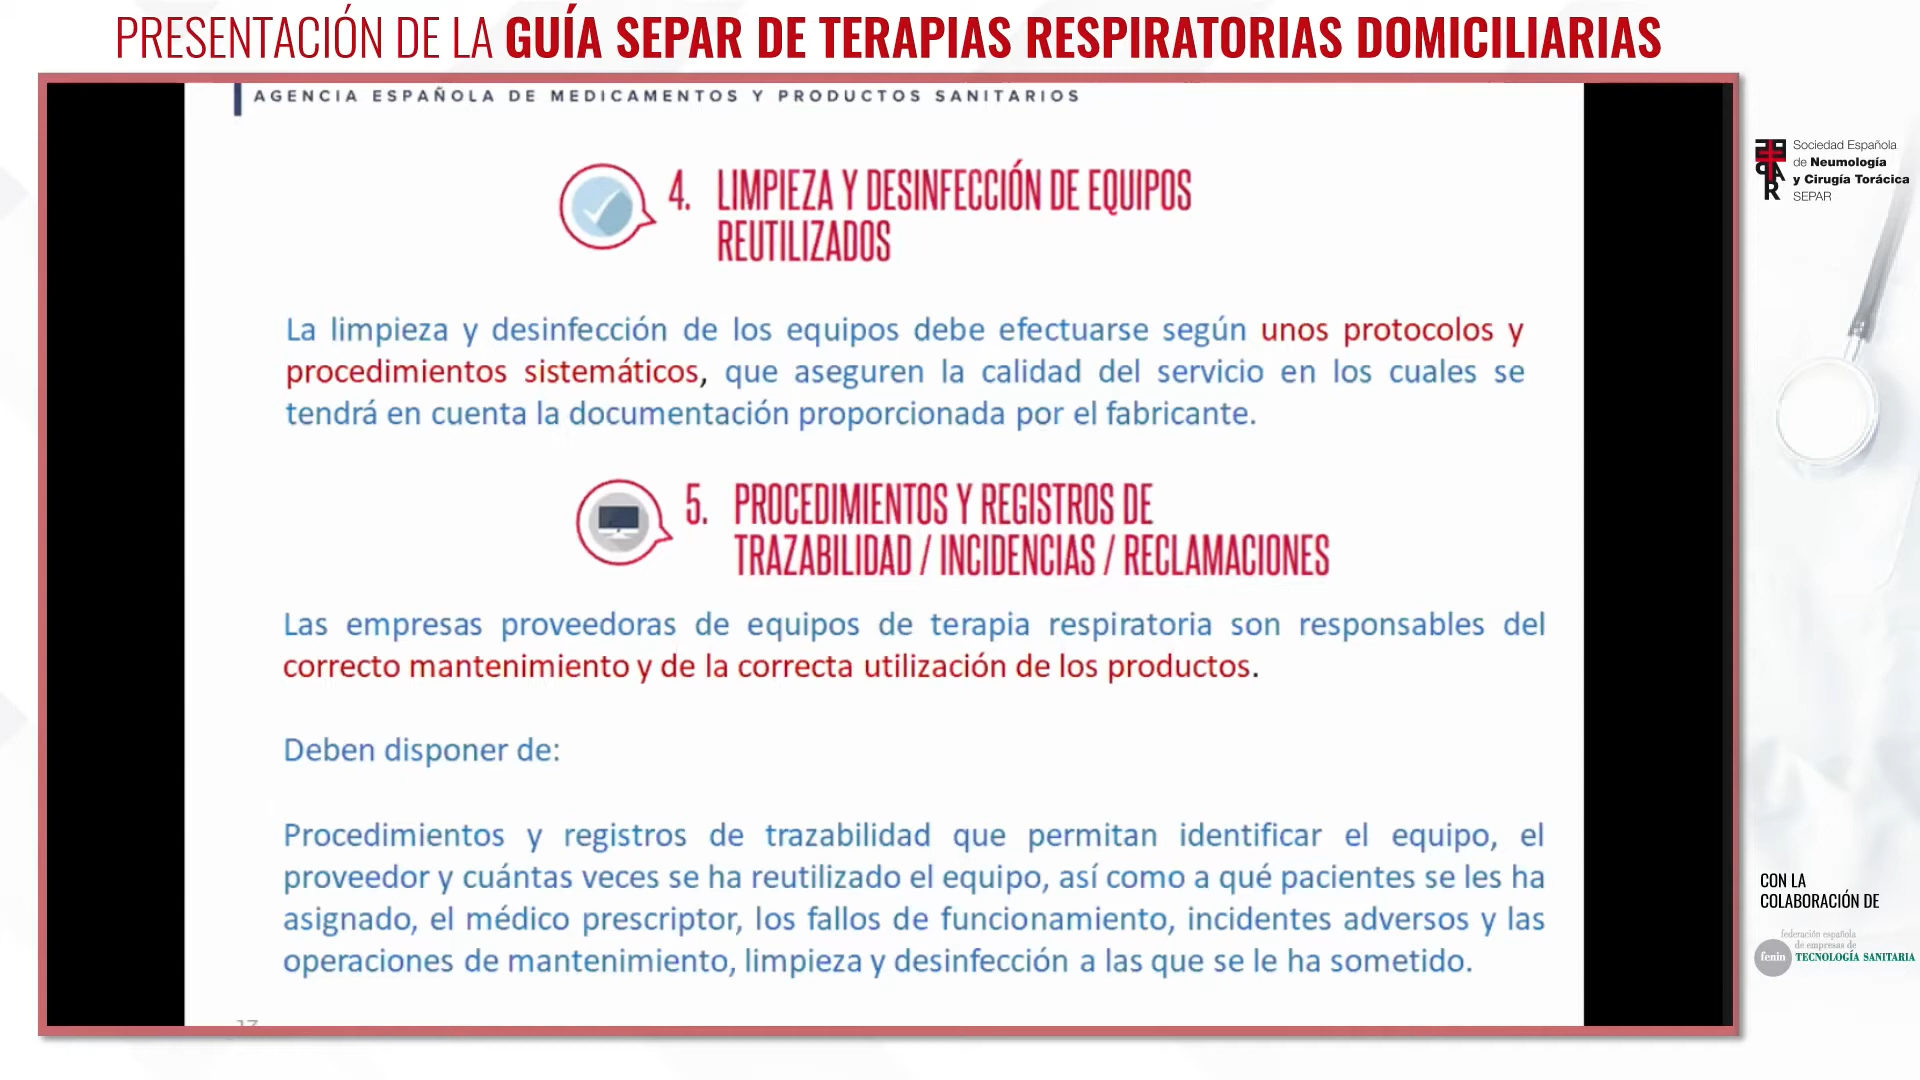 PRESENTACIÓN DE LA GUÍA SEPAR DE TERAPIAS RESPIRATORIAS DOMICILIARIAS
AGENCIA ESPAÑOLA DE MEDICAMENTOS Y PRODUCTOS SANITARIOS
4. LIMPIEZA Y DESINFECCIÓN DE EQUIPOS
REUTILIZADOS
La limpieza y desinfección de los equipos debe efectuarse según unos protocolos y
procedimientos sistemáticos, que aseguren la calidad del servicio en los cuales se
tendrá en cuenta la documentación proporcionada por el fabricante.
5. PROCEDIMIENTOS Y REGISTROS DE
TRAZABILIDAD / INCIDENCIAS / RECLAMACIONES
Las empresas proveedoras de equipos de terapia respiratoria son responsables del
correcto mantenimiento y de la correcta utilización de los productos.
Deben disponer de:
Procedimientos y registros de trazabilidad que permitan identificar el equipo, el
proveedor y cuántas veces se ha reutilizado el equipo, así como a qué pacientes se les ha
asignado, el médico prescriptor, los fallos de funcionamiento, incidentes adversos y las
operaciones de mantenimiento, limpieza y desinfección a las que se le ha sometido.
SEPAR
Sociedad Española
de Neumología
y Cirugía Torácica
SEPAR
CON LA
COLABORACIÓN DE
federación española
de empresas de
fenin TECNOLOGÍA SANITARIA